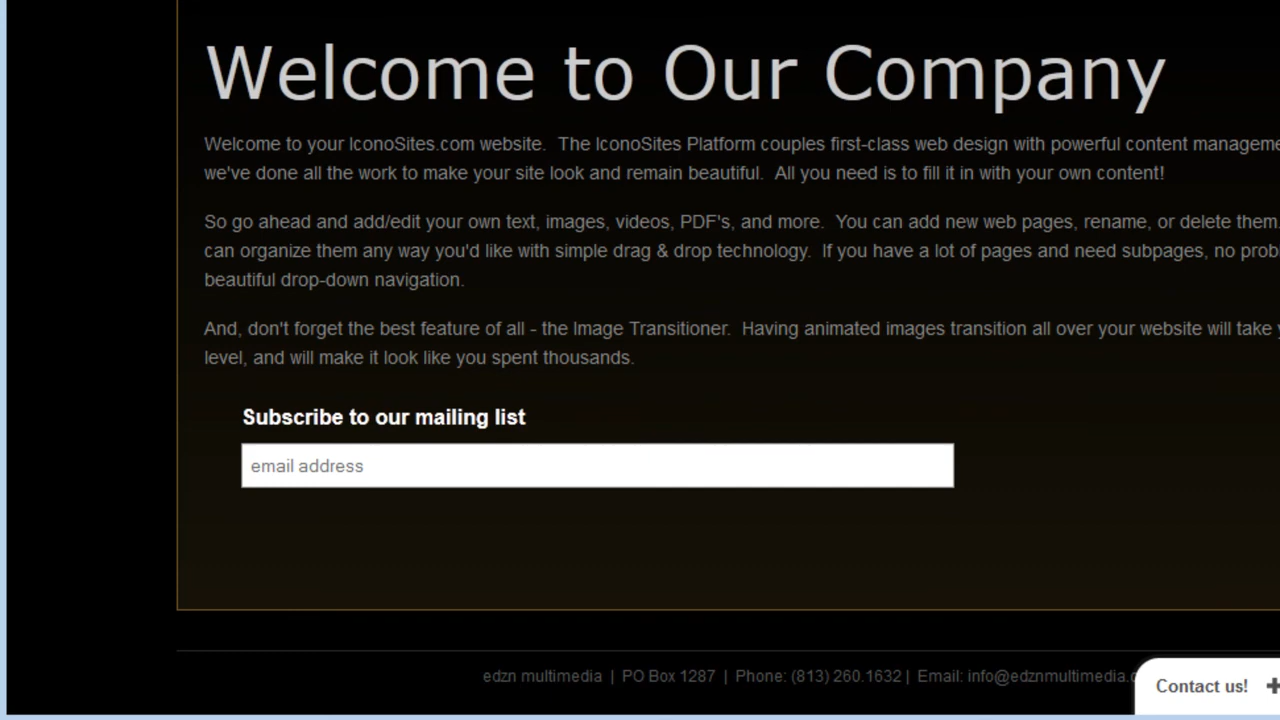 Welcome to Our Company
Welcome to your IconoSites.com website. The IconoSites Platform couples first-class web design with powerful content
we've done all the work to make your site look and remain beautiful. All you need is to fill it in with your own content!
So go ahead and add/edit your own text, images, videos, PDF's, and more. You can add new web pages, rename, or delete them.
can organize them any way you'd like with simple drag & drop technology. If you have a lot of pages and need subpages, no
beautiful drop-down navigation.
And, don't forget the best feature of all - the Image Transitioner. Having animated images transition all over your website will take
level, and will make it look like you spent thousands.
Subscribe to our mailing list
email address
edzn multimedia | PO Box 1287 | Phone: (813) 260.1632 | Email: info@edznmultimedia.c
Contact us! +